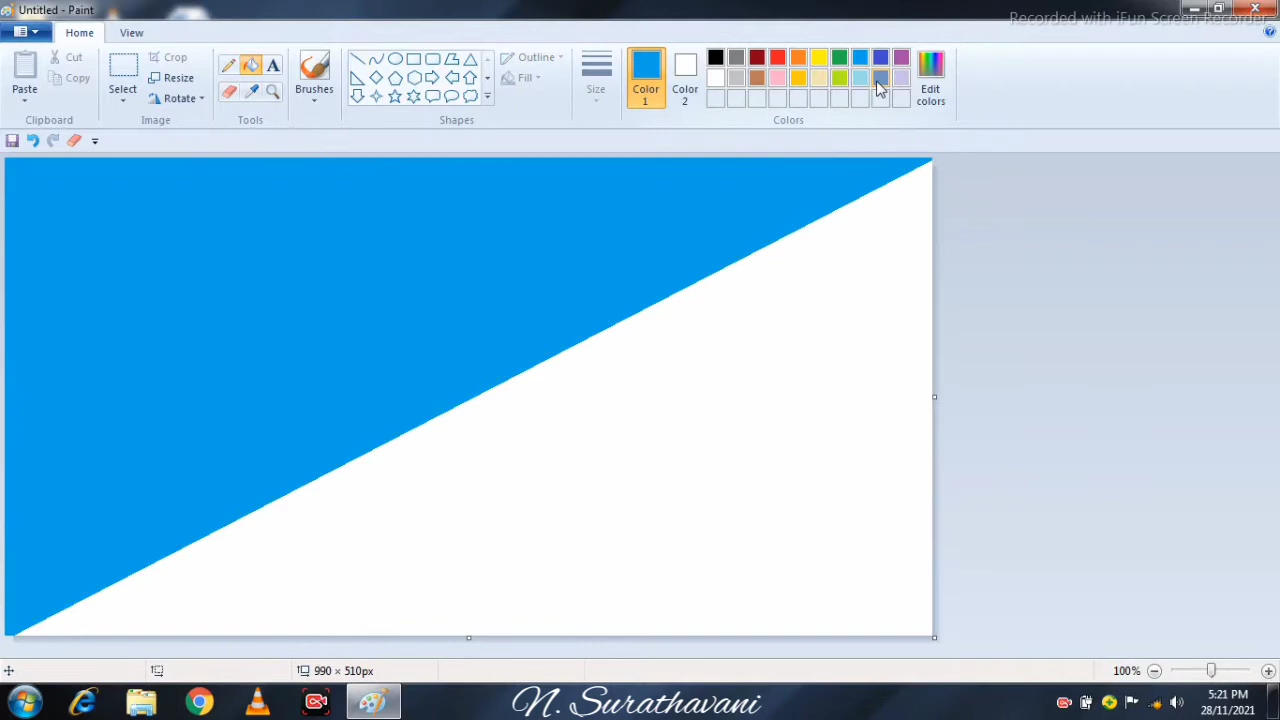 Untitled - Paint
Recorded with iFun Screen Recorder
Home
View
Paste
Cut
Copy
Clipboard
Select
Crop
Resize
Rotate
Image
A
Tools
Brushes
Outline
Fill
Shapes
Size
Color
1
Color
2
Edit
colors
Colors
990 × 510px
100%
N. Surathavani
5:21 PM
28/11/2021